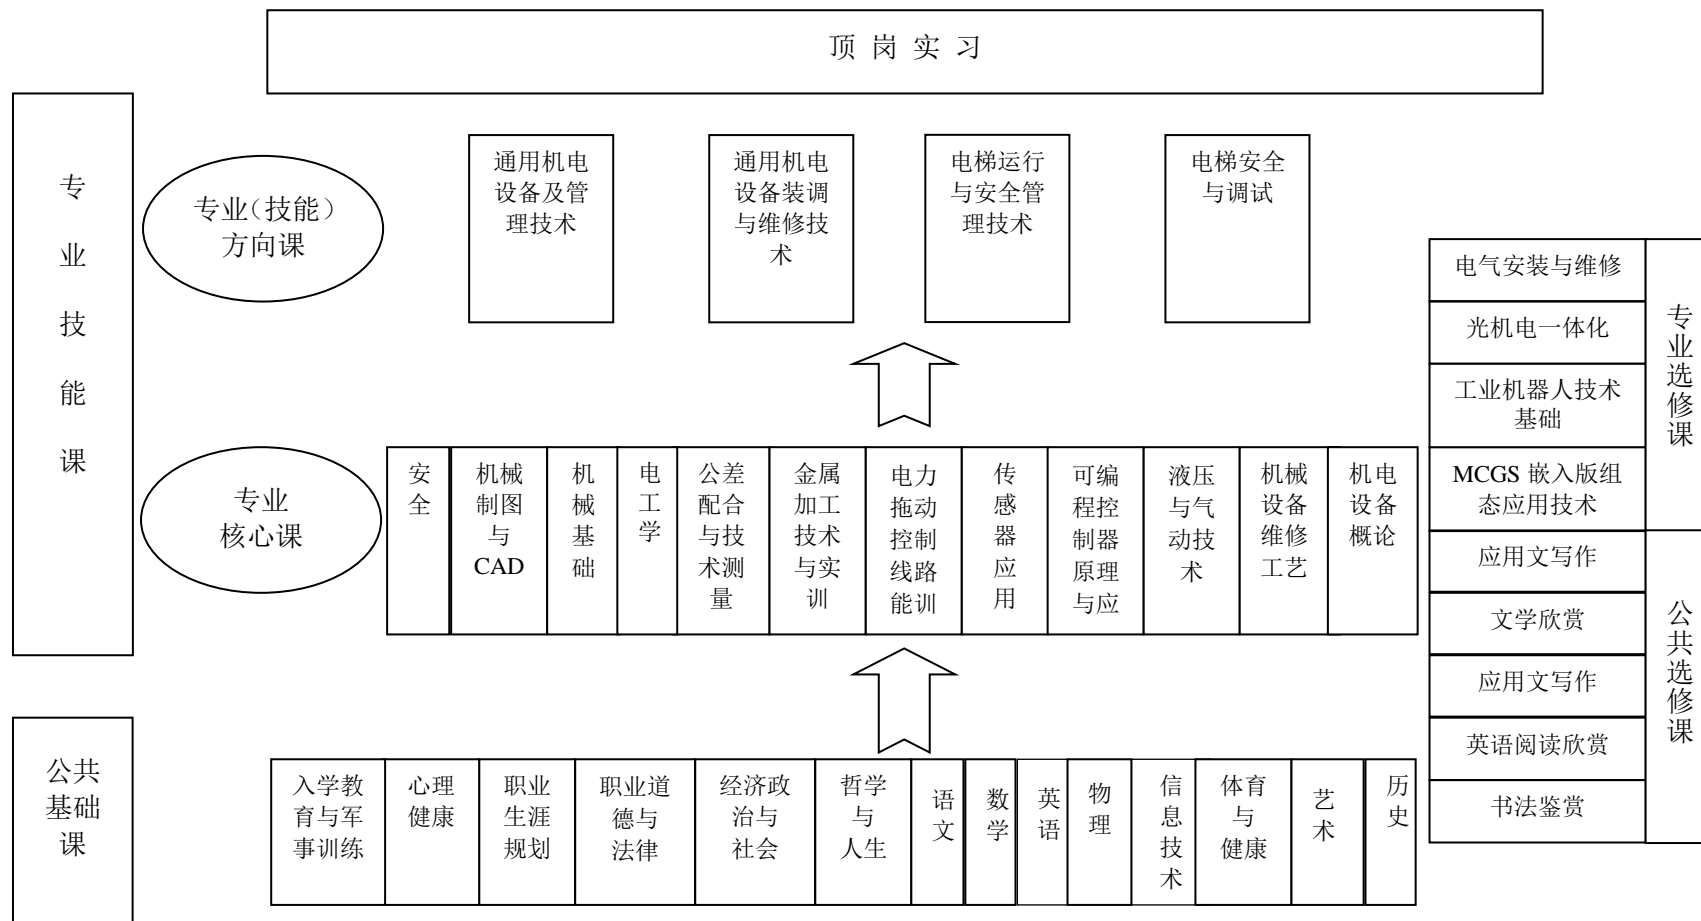 顶 岗 实 习
专
业
技
能
课
专业（技能）
方向课
通用机电
设备及管
理技术
通用机电
设备装调
与维修技
术
电梯运行
与安全管
理技术
电梯安全
与调试
电气安装与维修
光机电一体化
工业机器人技术
基础
MCGS 嵌入版组
态应用技术
专
业
选
修
课
专业
核心课
安
全
机械
制图
与
CAD
机
械
基
础
电
工
学
公差
配合
与技
术测
量
金属
加工
技术
与实
训
电力
拖动
控制
线路
能训
传
感
器
应
用
可编
程控
制器
原理
与应
液压
与气
动技
术
机械
设备
维修
工艺
机电
设备
概论
应用文写作
文学欣赏
应用文写作
英语阅读欣赏
书法鉴赏
公
共
选
修
课
公共
基础
课
入学教
育与军
事训练
心理
健康
职业
生涯
规划
职业道
德与
法律
经济政
治与
社会
哲学
与
人生
语
文
数
学
英
语
物
理
信
息
技
术
体育
与
健康
艺
术
历
史